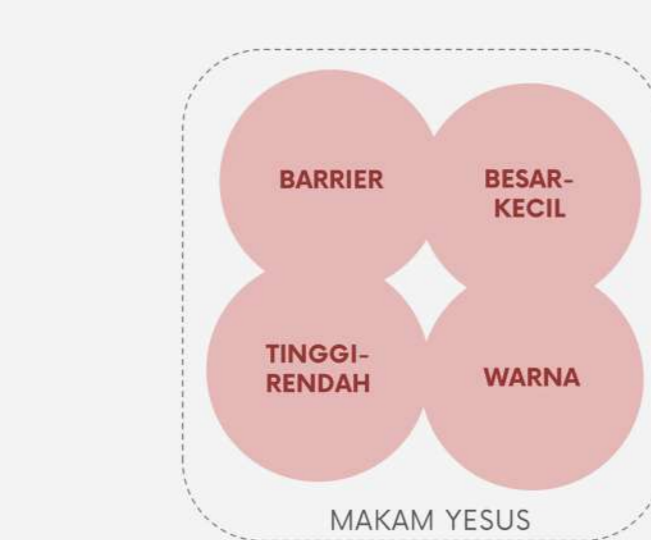 BARRIER
BESAR-
KECIL
TINGGI-
RENDAH
WARNA
MAKAM YESUS